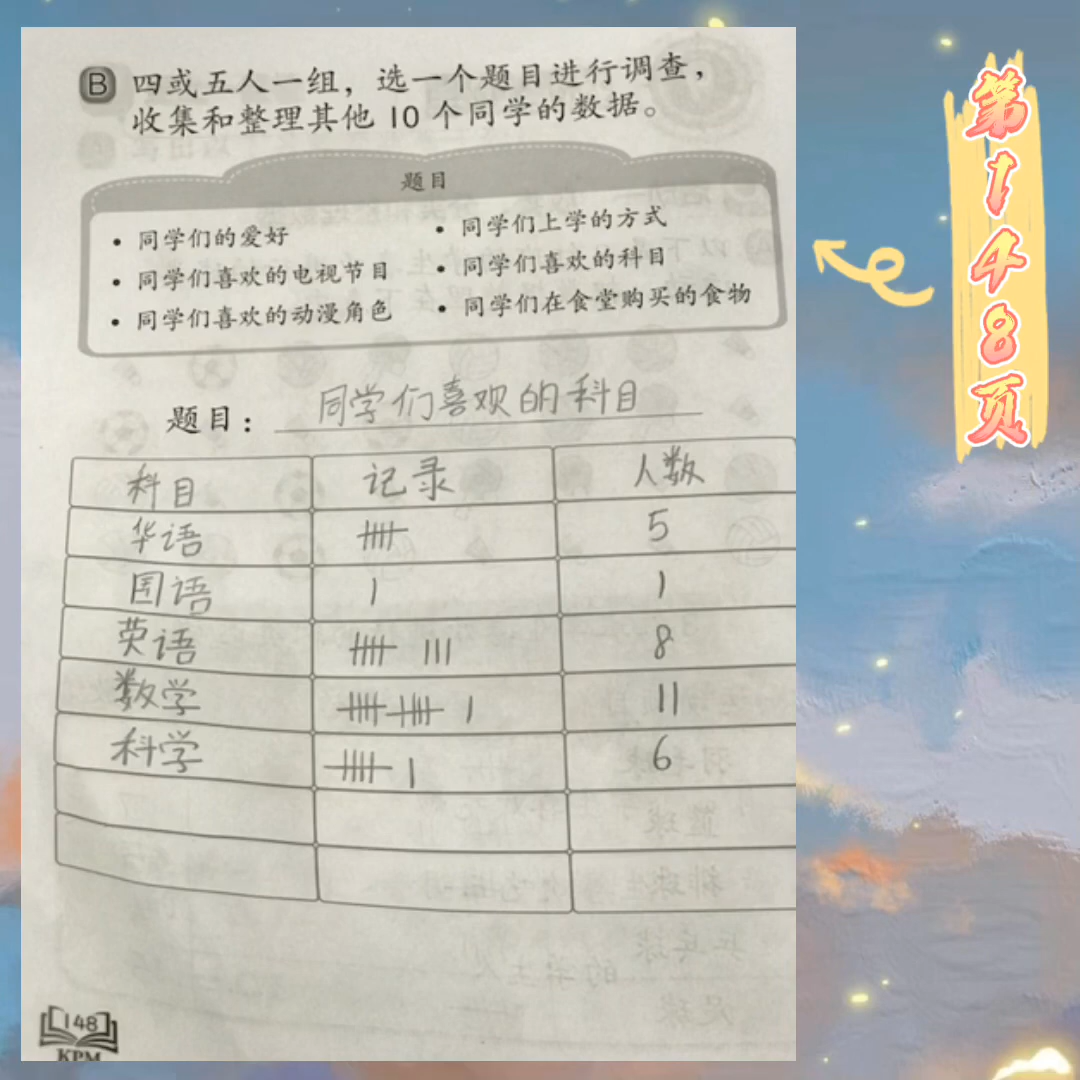 B 四或五人一组，选一个题目进行调查，
收集和整理其他 10 个同学的数据。
题目
• 同学们的爱好
• 同学们喜欢的电视节目
• 同学们喜欢的动漫角色
• 同学们上学的方式
• 同学们喜欢的科目
• 同学们在食堂购买的食物
题目： 同学们喜欢的科目
科目 记录 人数
华语 卌 5
国语 | 1
英语 卌 ||| 8
数学 卌 卌 | 11
科学 卌 | 6
148
KPM
第148页